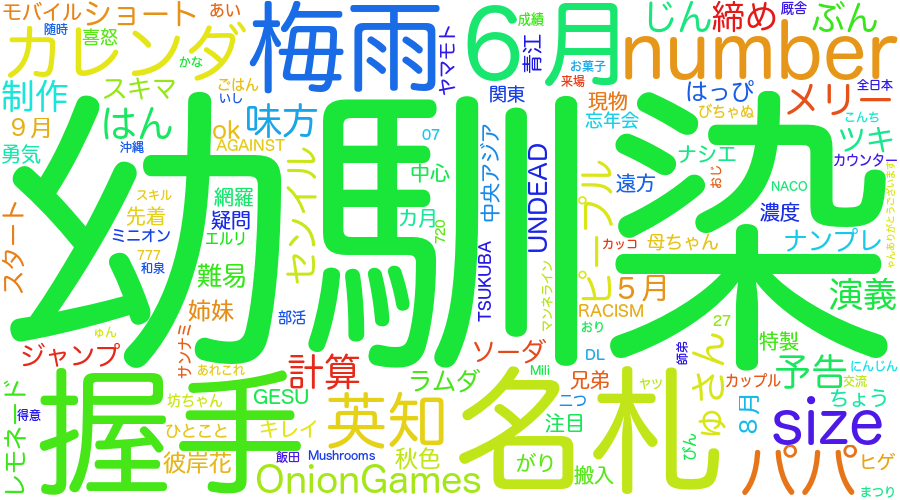 モバイルショート
あい
随時
喜怒
かな
カレンダ
梅雨
ヤマモト
6月
成績
青江
お菓子
来場
じん
締め
厩舎
ぶん
number
全日本
スキマ
ごはん
いし
制作
9月
はん
味方
ok
AGAINST
勇気
沖縄
関東
現物
忘年会
はっぴ
びちゃぬ
メリー
こんち
ツキ
カウンター
幼馴染
07
中心
カ月
720
中央アジア
UNDEAD
TSUKUBA
センイル
ピープル
マンネライン
遠方
ナシエ
おじ
NACO
濃度
ゃんありがとうございます
カッコ
母ちゃん
ナンプレ
5月
RACISM
おり
27
特製
演義
スキル
先着
網羅
疑問
ミニオン
エルリ
777
和泉
難易
スタート
姉妹
部活
ゅん
サンナミ
ジャンプ
あれこれ
計算
ソーダ
DL
師弟
予告
にんじん
レモネード
得意
握手
坊ちゃん
GESU
ラムダ
Mili
兄弟
ヤッ
ゅさん
カップル
交流
ちょう
8月
ひとこと
キレイ
英知
名札
二つ
注目
size
彼岸花
飯田
Mushrooms
秋色
がり
搬入
ぴん
パパ
ヒゲ
OnionGames
まつり